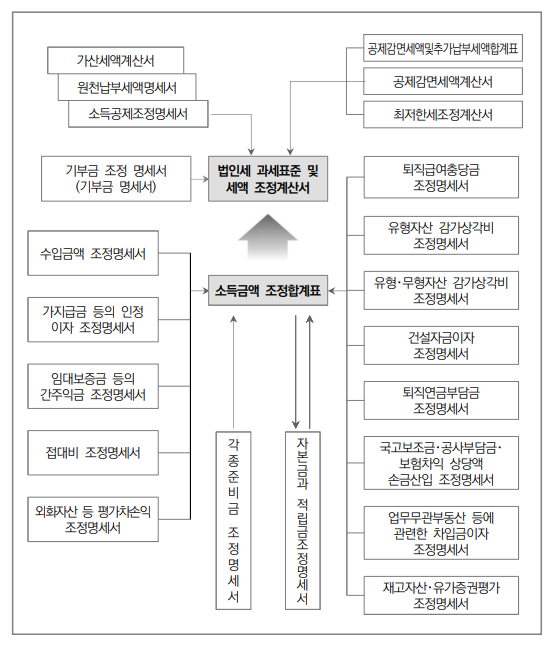 가산세액계산서
원천납부세액명세서
소득공제조정명세서
공제감면세액및추가납부세액합계표
공제감면세액계산서
최저한세조정계산서
기부금 조정 명세서
(기부금 명세서)
법인세 과세표준 및
세액 조정계산서
퇴직급여충당금
조정명세서
유형자산 감가상각비
조정명세서
수입금액 조정명세서
소득금액 조정합계표
유형·무형자산 감가상각비
조정명세서
가지급금 등의 인정
이자 조정명세서
건설자금이자
조정명세서
임대보증금 등의
간주익금 조정명세서
퇴직연금부담금
조정명세서
접대비 조정명세서
각종준비금 조정명세서
자본금과 적립금조정명세서
국고보조금·공사부담금·
보험차익 상당액
손금산입 조정명세서
외화자산 등 평가차손익
조정명세서
업무무관부동산 등에
관련한 차입금이자
조정명세서
재고자산·유가증권평가
조정명세서